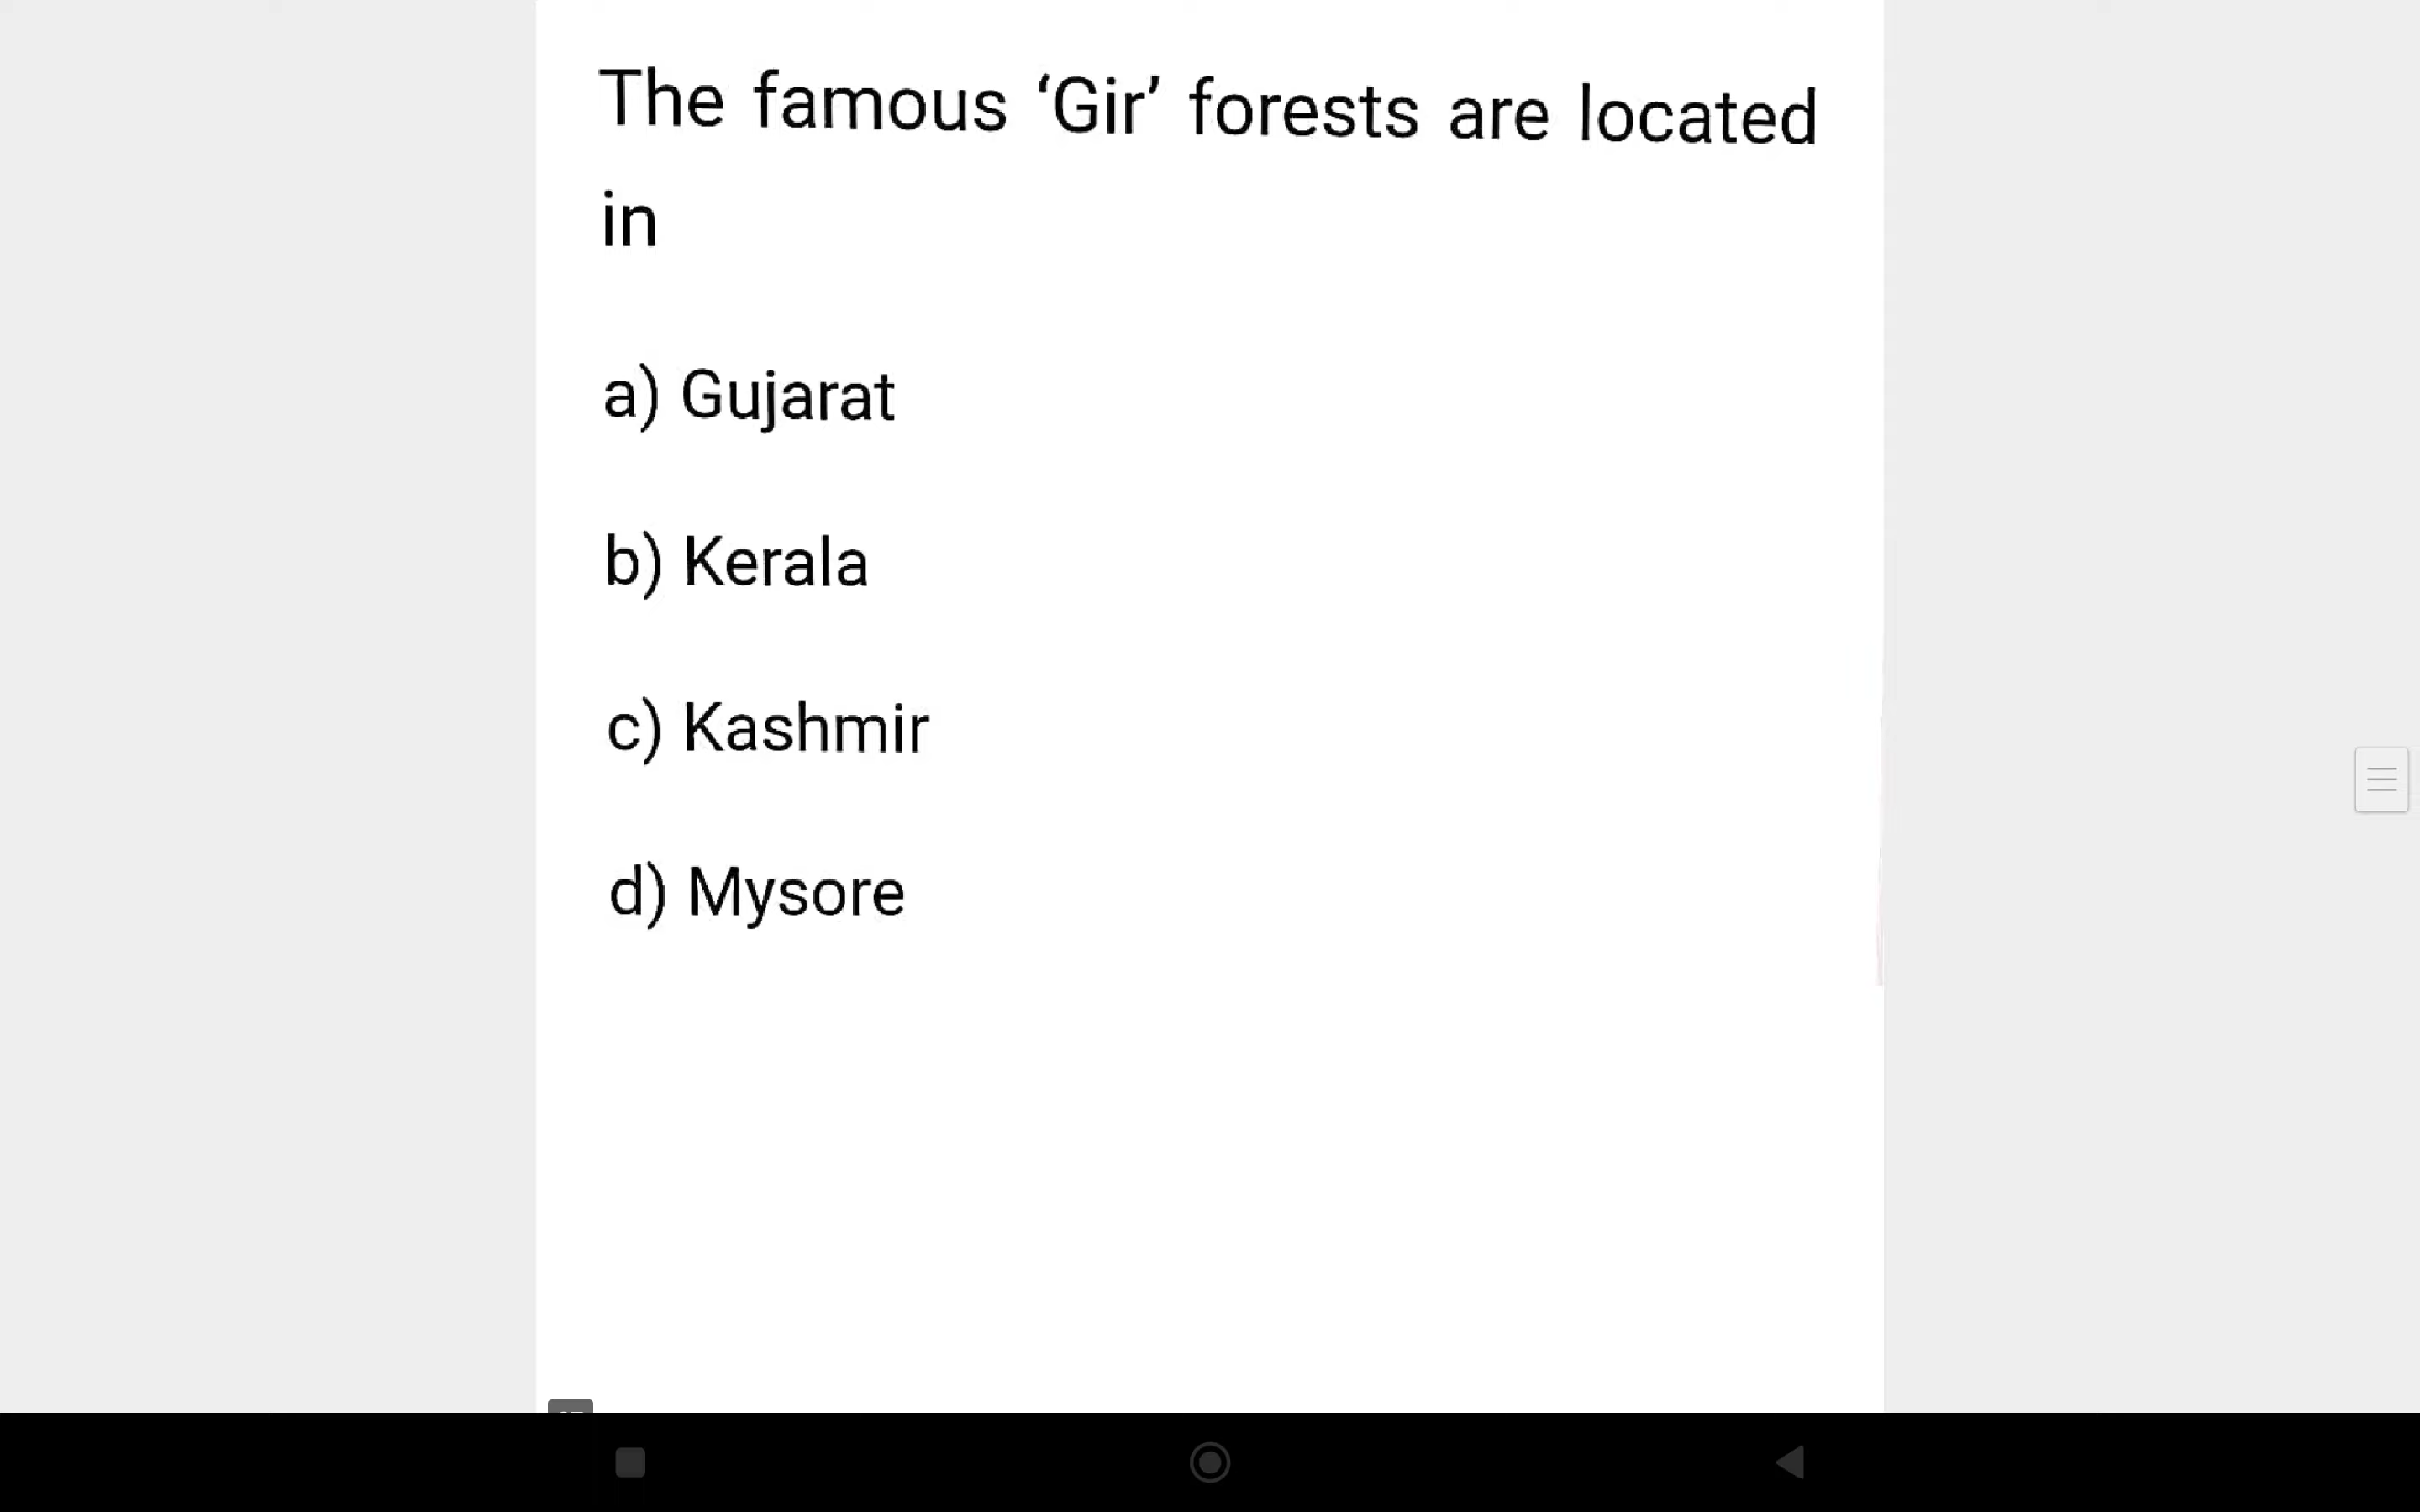 The famous ‘Gir’ forests are located
in
a) Gujarat
b) Kerala
c) Kashmir
d) Mysore